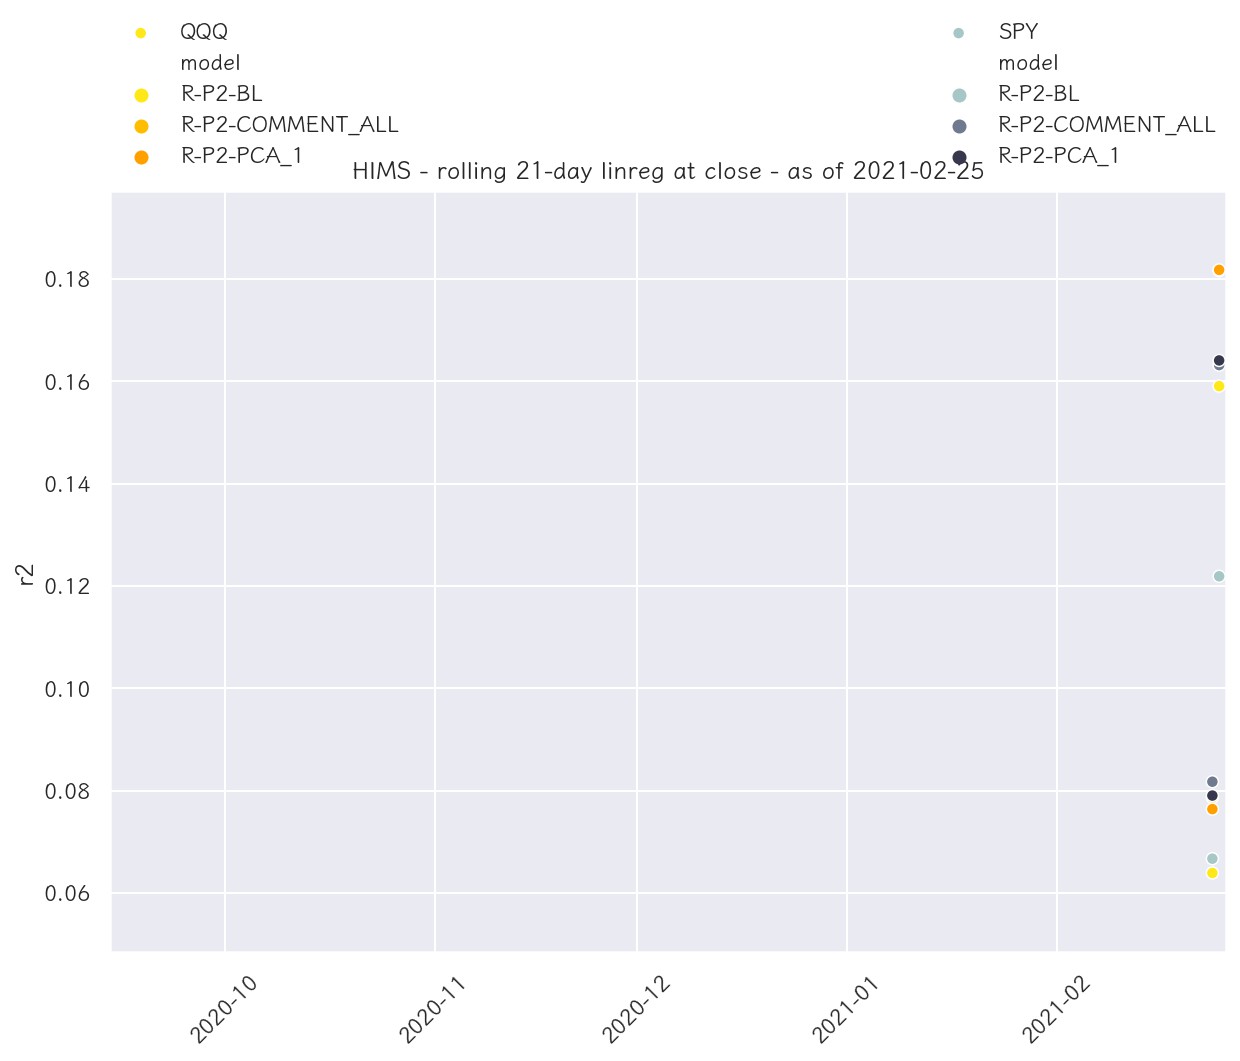 QQQ
model
R-P2-BL
R-P2-COMMENT_ALL
R-P2-PCA_1
SPY
model
R-P2-BL
R-P2-COMMENT_ALL
R-P2-PCA_1
HIMS - rolling 21-day linreg at close - as of 2021-02-25
0.18
0.16
0.14
0.12
0.10
0.08
0.06
r2
2020-10
2020-11
2020-12
2021-01
2021-02